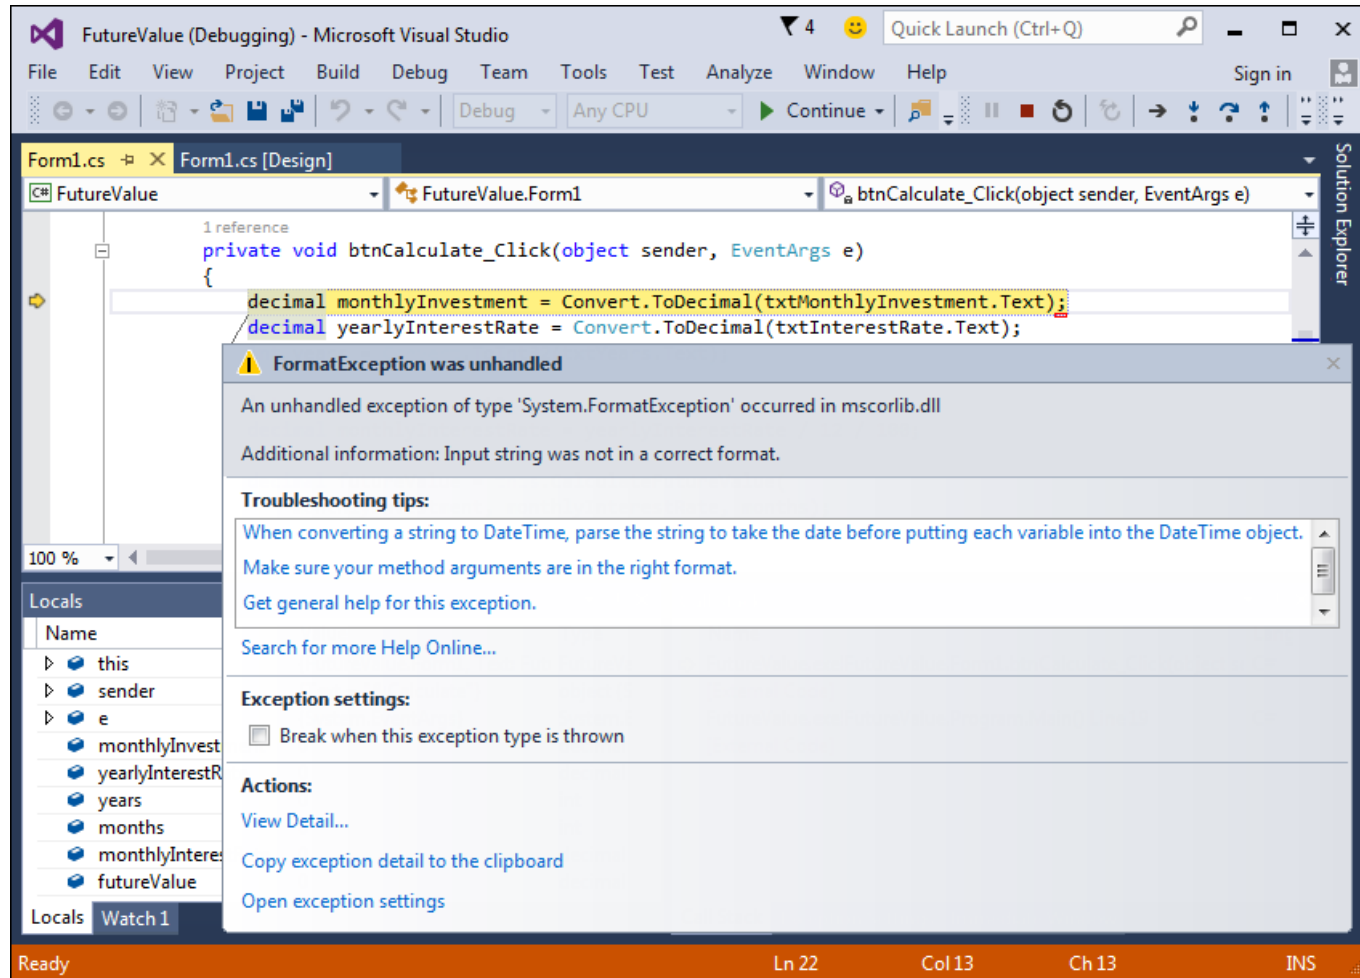 FutureValue (Debugging) - Microsoft Visual Studio
4
Quick Launch (Ctrl+Q)
File Edit View Project Build Debug Team Tools Test Analyze Window Help
Sign in
Debug Any CPU Continue
Form1.cs Form1.cs [Design]
Solution Explorer
C# FutureValue FutureValue.Form1 btnCalculate_Click(object sender, EventArgs e)
1 reference
private void btnCalculate_Click(object sender, EventArgs e)
{
decimal monthlyInvestment = Convert.ToDecimal(txtMonthlyInvestment.Text);
decimal yearlyInterestRate = Convert.ToDecimal(txtInterestRate.Text);
FormatException was unhandled
An unhandled exception of type 'System.FormatException' occurred in mscorlib.dll
Additional information: Input string was not in a correct format.
Troubleshooting tips:
When converting a string to DateTime, parse the string to take the date before putting each variable into the DateTime object.
Make sure your method arguments are in the right format.
Get general help for this exception.
Search for more Help Online...
Exception settings:
Break when this exception type is thrown
Actions:
View Detail...
Copy exception detail to the clipboard
Open exception settings
100 %
Locals
Name
this
sender
e
monthlyInvest
yearlyInterestR
years
months
monthlyInteres
futureValue
Locals Watch 1
Ready Ln 22 Col 13 Ch 13 INS